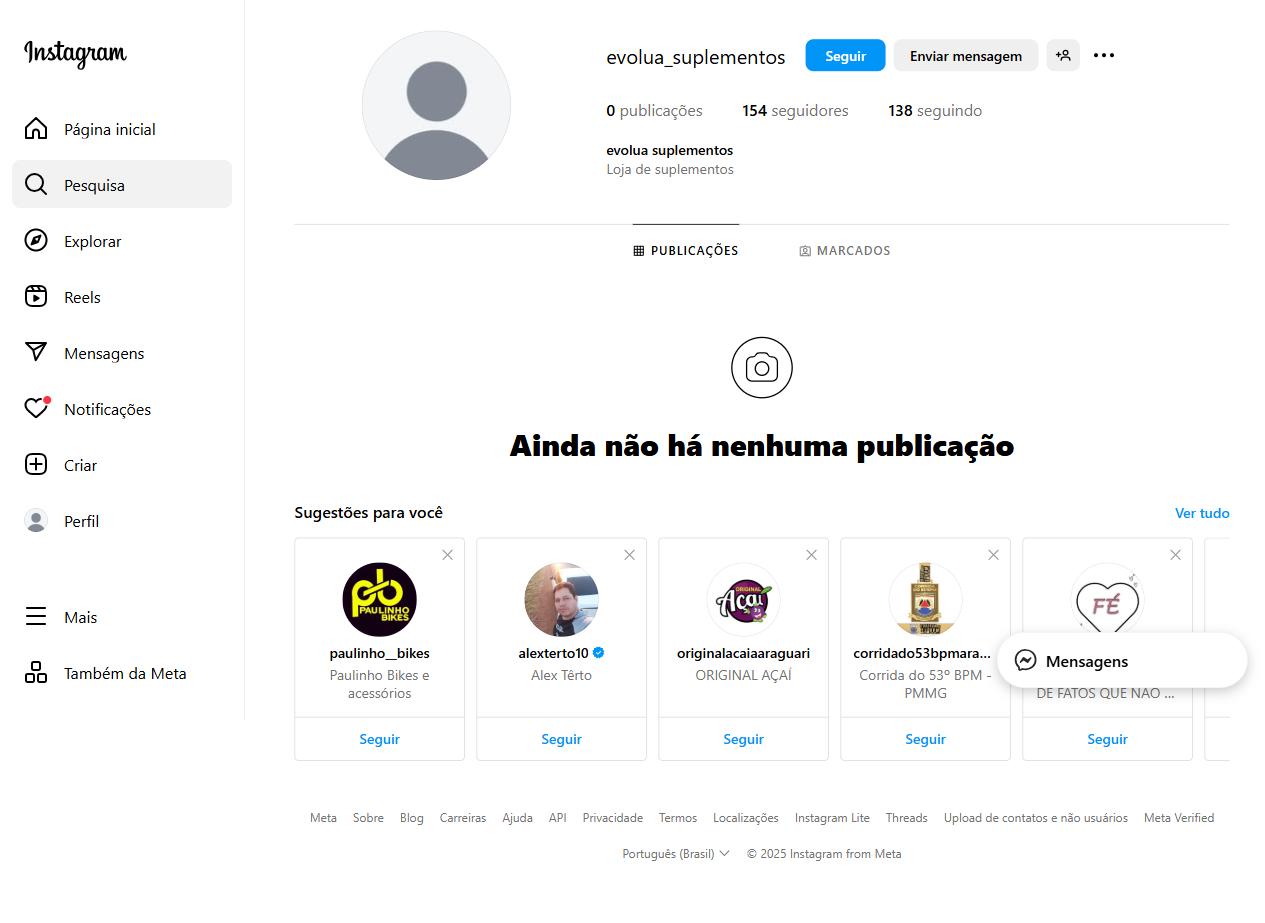 Instagram
Página inicial
Pesquisa
Explorar
Reels
Mensagens
Notificações
Criar
Perfil
Mais
Também da Meta
evolua_suplementos
Seguir
Enviar mensagem
0 publicações
154 seguidores
138 seguindo
evolua suplementos
Loja de suplementos
PUBLICAÇÕES
MARCADOS
Ainda não há nenhuma publicação
Sugestões para você
Ver tudo
PAULINHO
BIKES
paulinho__bikes
Paulinho Bikes e
acessórios
Seguir
alexterto10
Alex Têrto
Seguir
ORIGINAL
Açaí
originalacaiaaraguari
ORIGINAL AÇAÍ
Seguir
corridado53bpmara...
Corrida do 53º BPM -
PMMG
Seguir
FÉ
DE FATOS QUE NAO ...
Seguir
Mensagens
Meta
Sobre
Blog
Carreiras
Ajuda
API
Privacidade
Termos
Localizações
Instagram Lite
Threads
Upload de contatos e não usuários
Meta Verified
Português (Brasil)
© 2025 Instagram from Meta